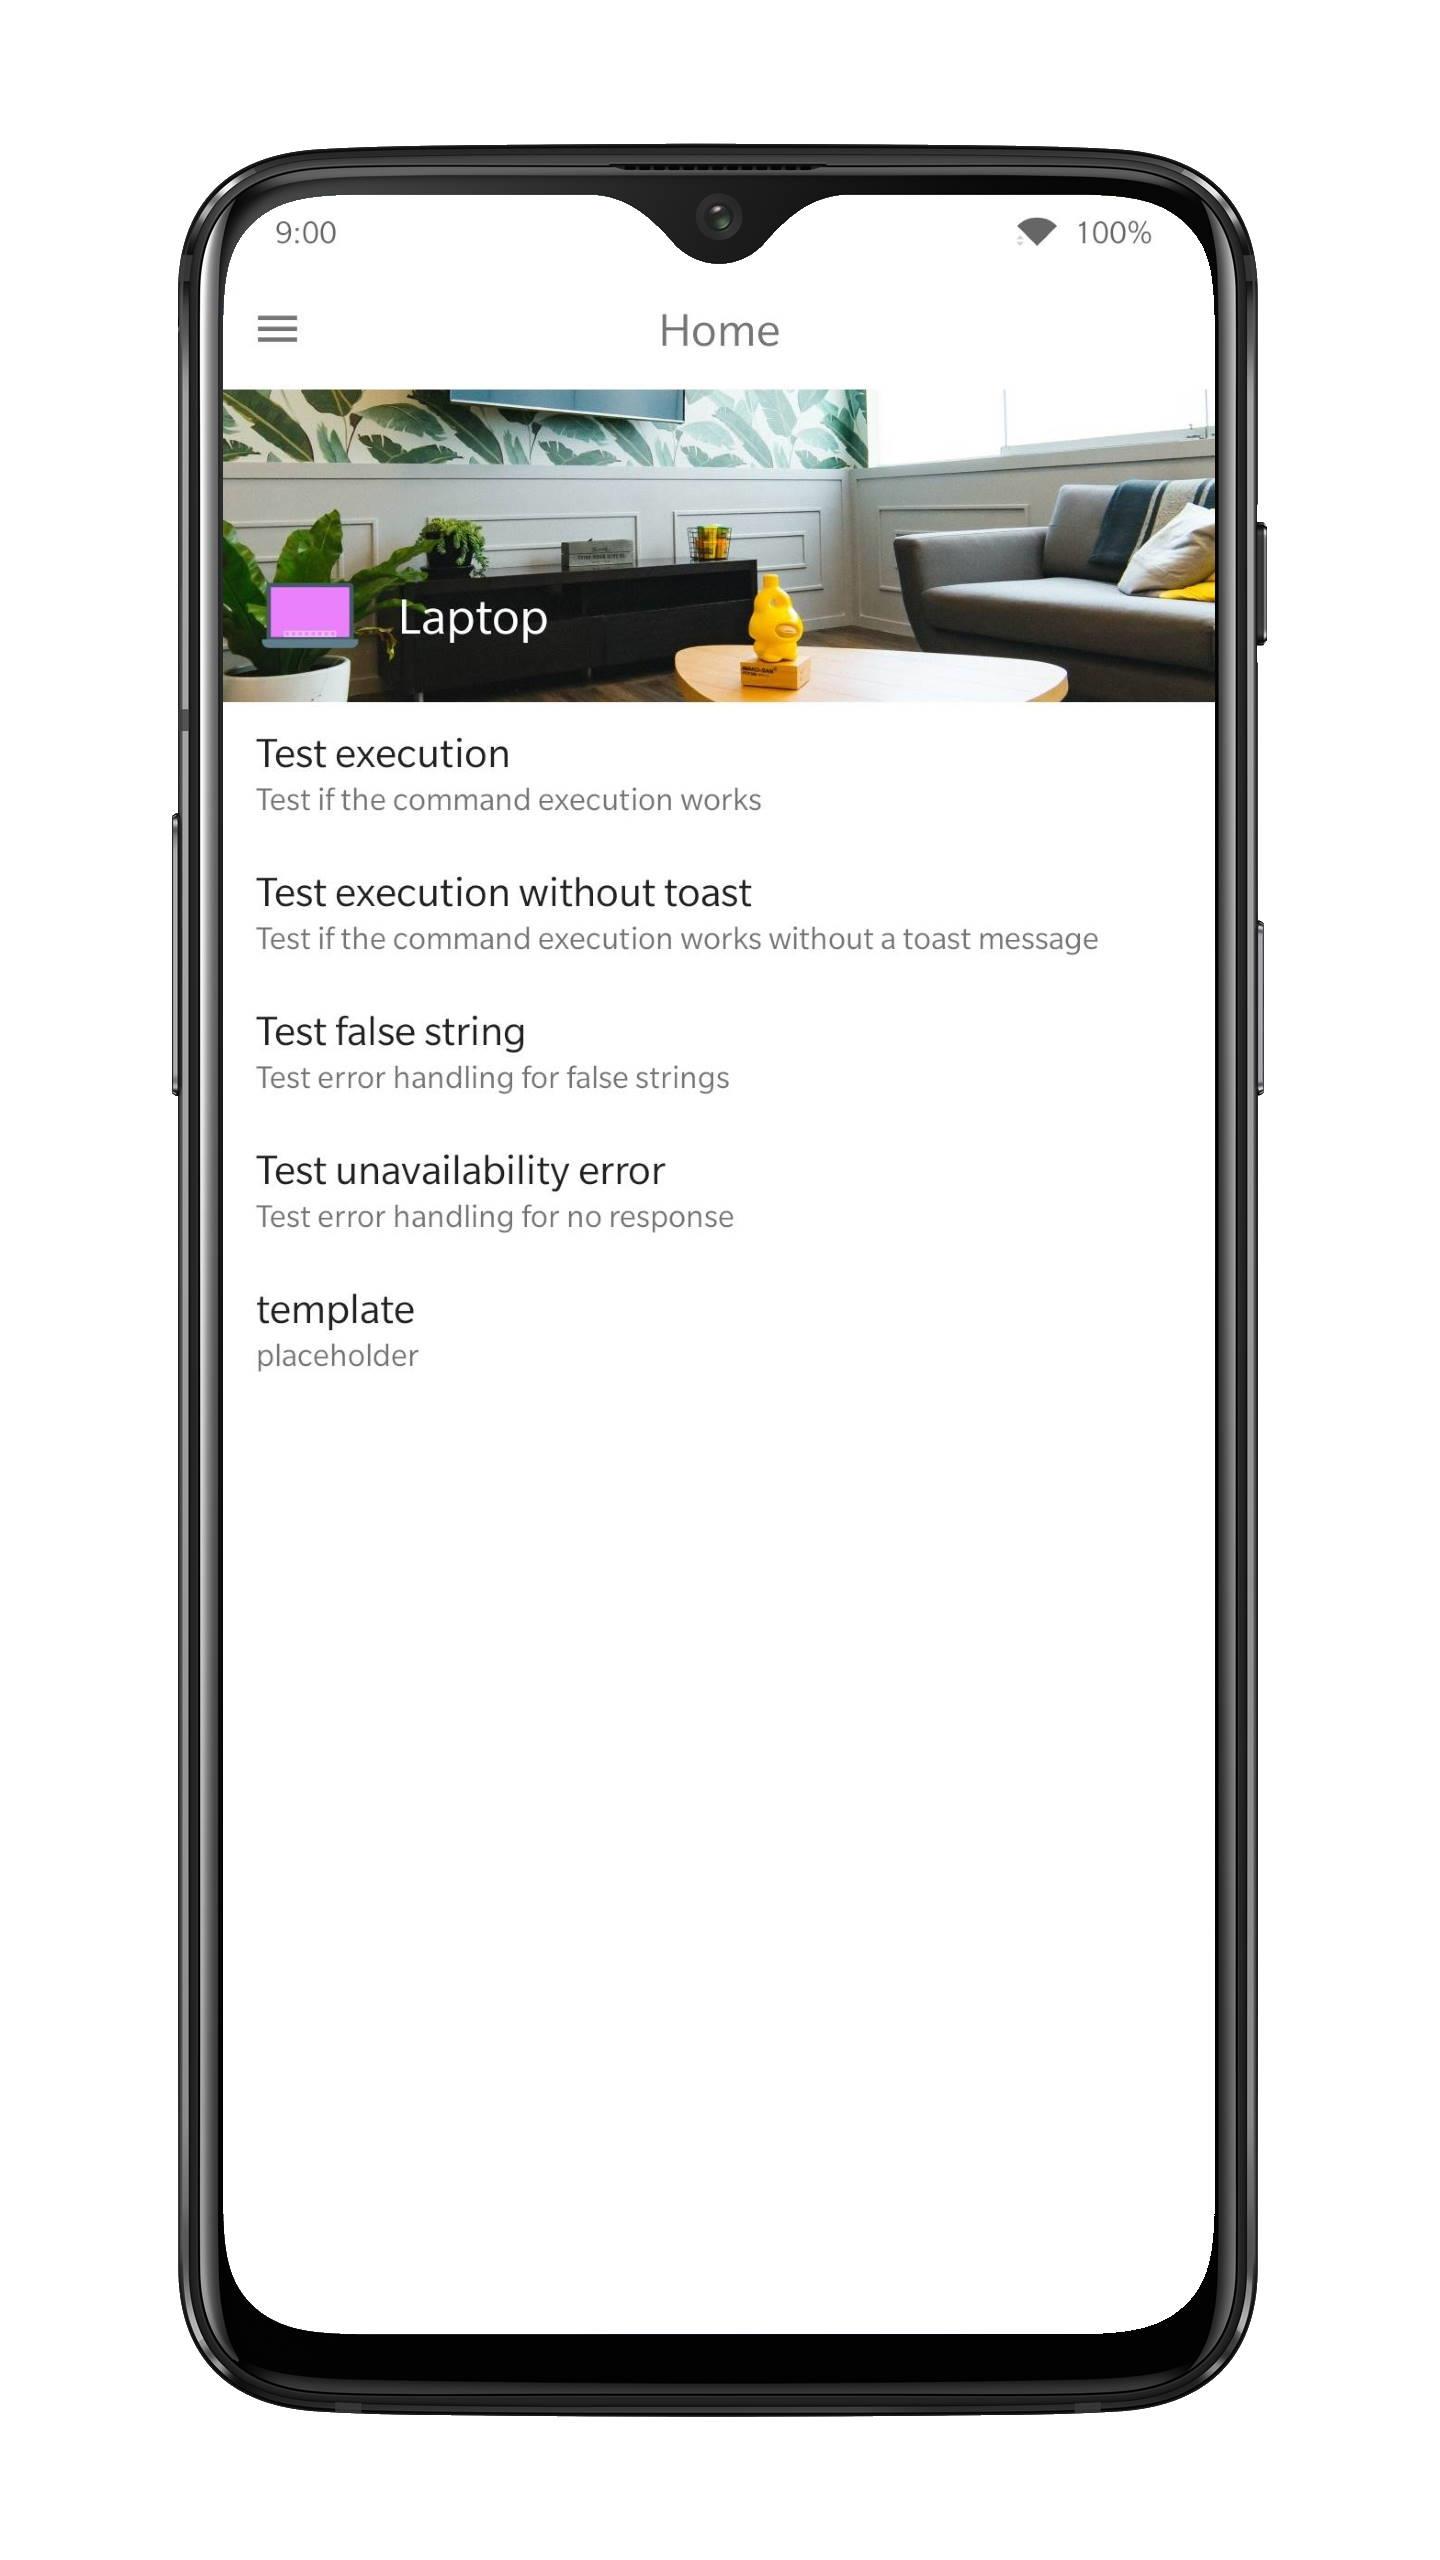 9:00
100%
Home
Laptop
Test execution
Test if the command execution works
Test execution without toast
Test if the command execution works without a toast message
Test false string
Test error handling for false strings
Test unavailability error
Test error handling for no response
template
placeholder